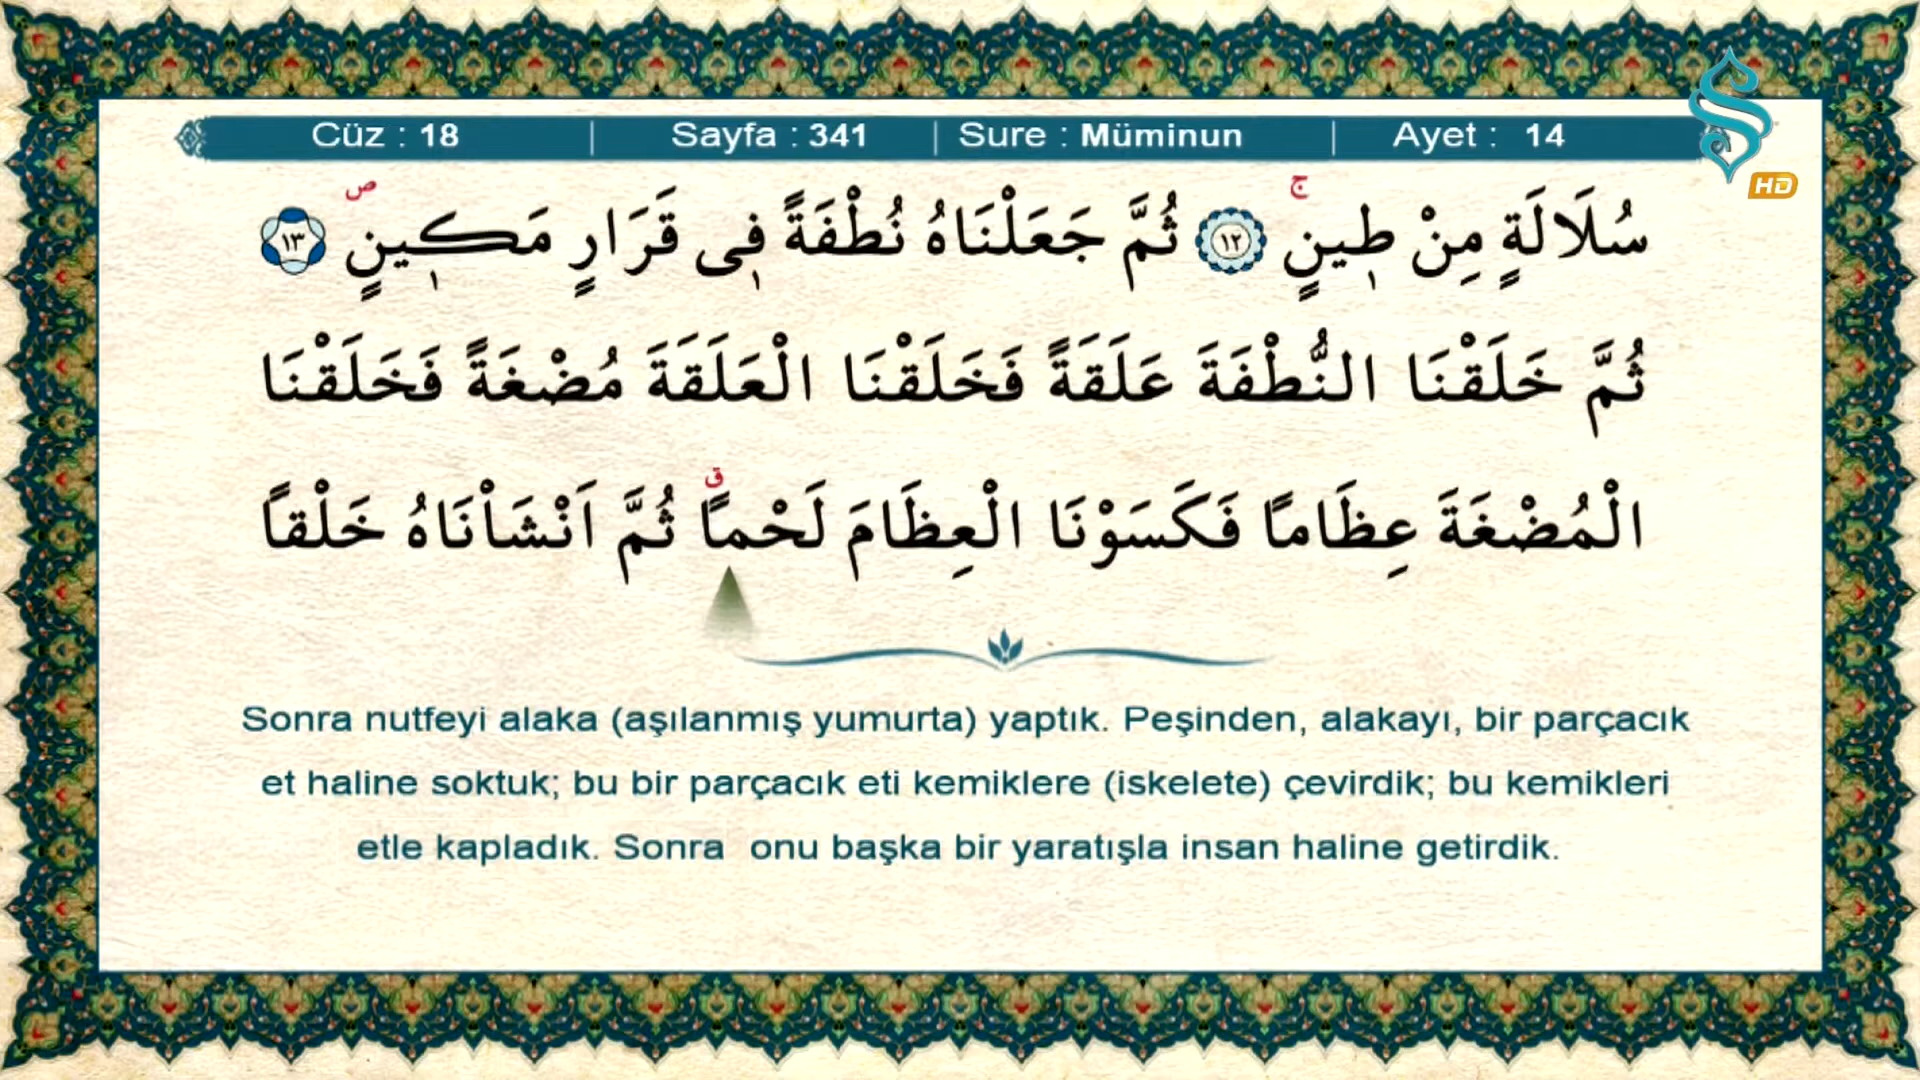 Cüz : 18 | Sayfa : 341 | Sure : Müminun | Ayet : 14
HD
سُلَالَةٍ مِنْ طٖينٍۚ ﴿١٢﴾ ثُمَّ جَعَلْنَاهُ نُطْفَةً فٖى قَرَارٍ مَكٖينٍۖ ﴿١٣﴾
ثُمَّ خَلَقْنَا النُّطْفَةَ عَلَقَةً فَخَلَقْنَا الْعَلَقَةَ مُضْغَةً فَخَلَقْنَا
الْمُضْغَةَ عِظَامًا فَكَسَوْنَا الْعِظَامَ لَحْمًاࣗ ثُمَّ اَنْشَاْنَاهُ خَلْقًا
Sonra nutfeyi alaka (aşılanmış yumurta) yaptık. Peşinden, alakayı, bir parçacık
et haline soktuk; bu bir parçacık eti kemiklere (iskelete) çevirdik; bu kemikleri
etle kapladık. Sonra onu başka bir yaratışla insan haline getirdik.